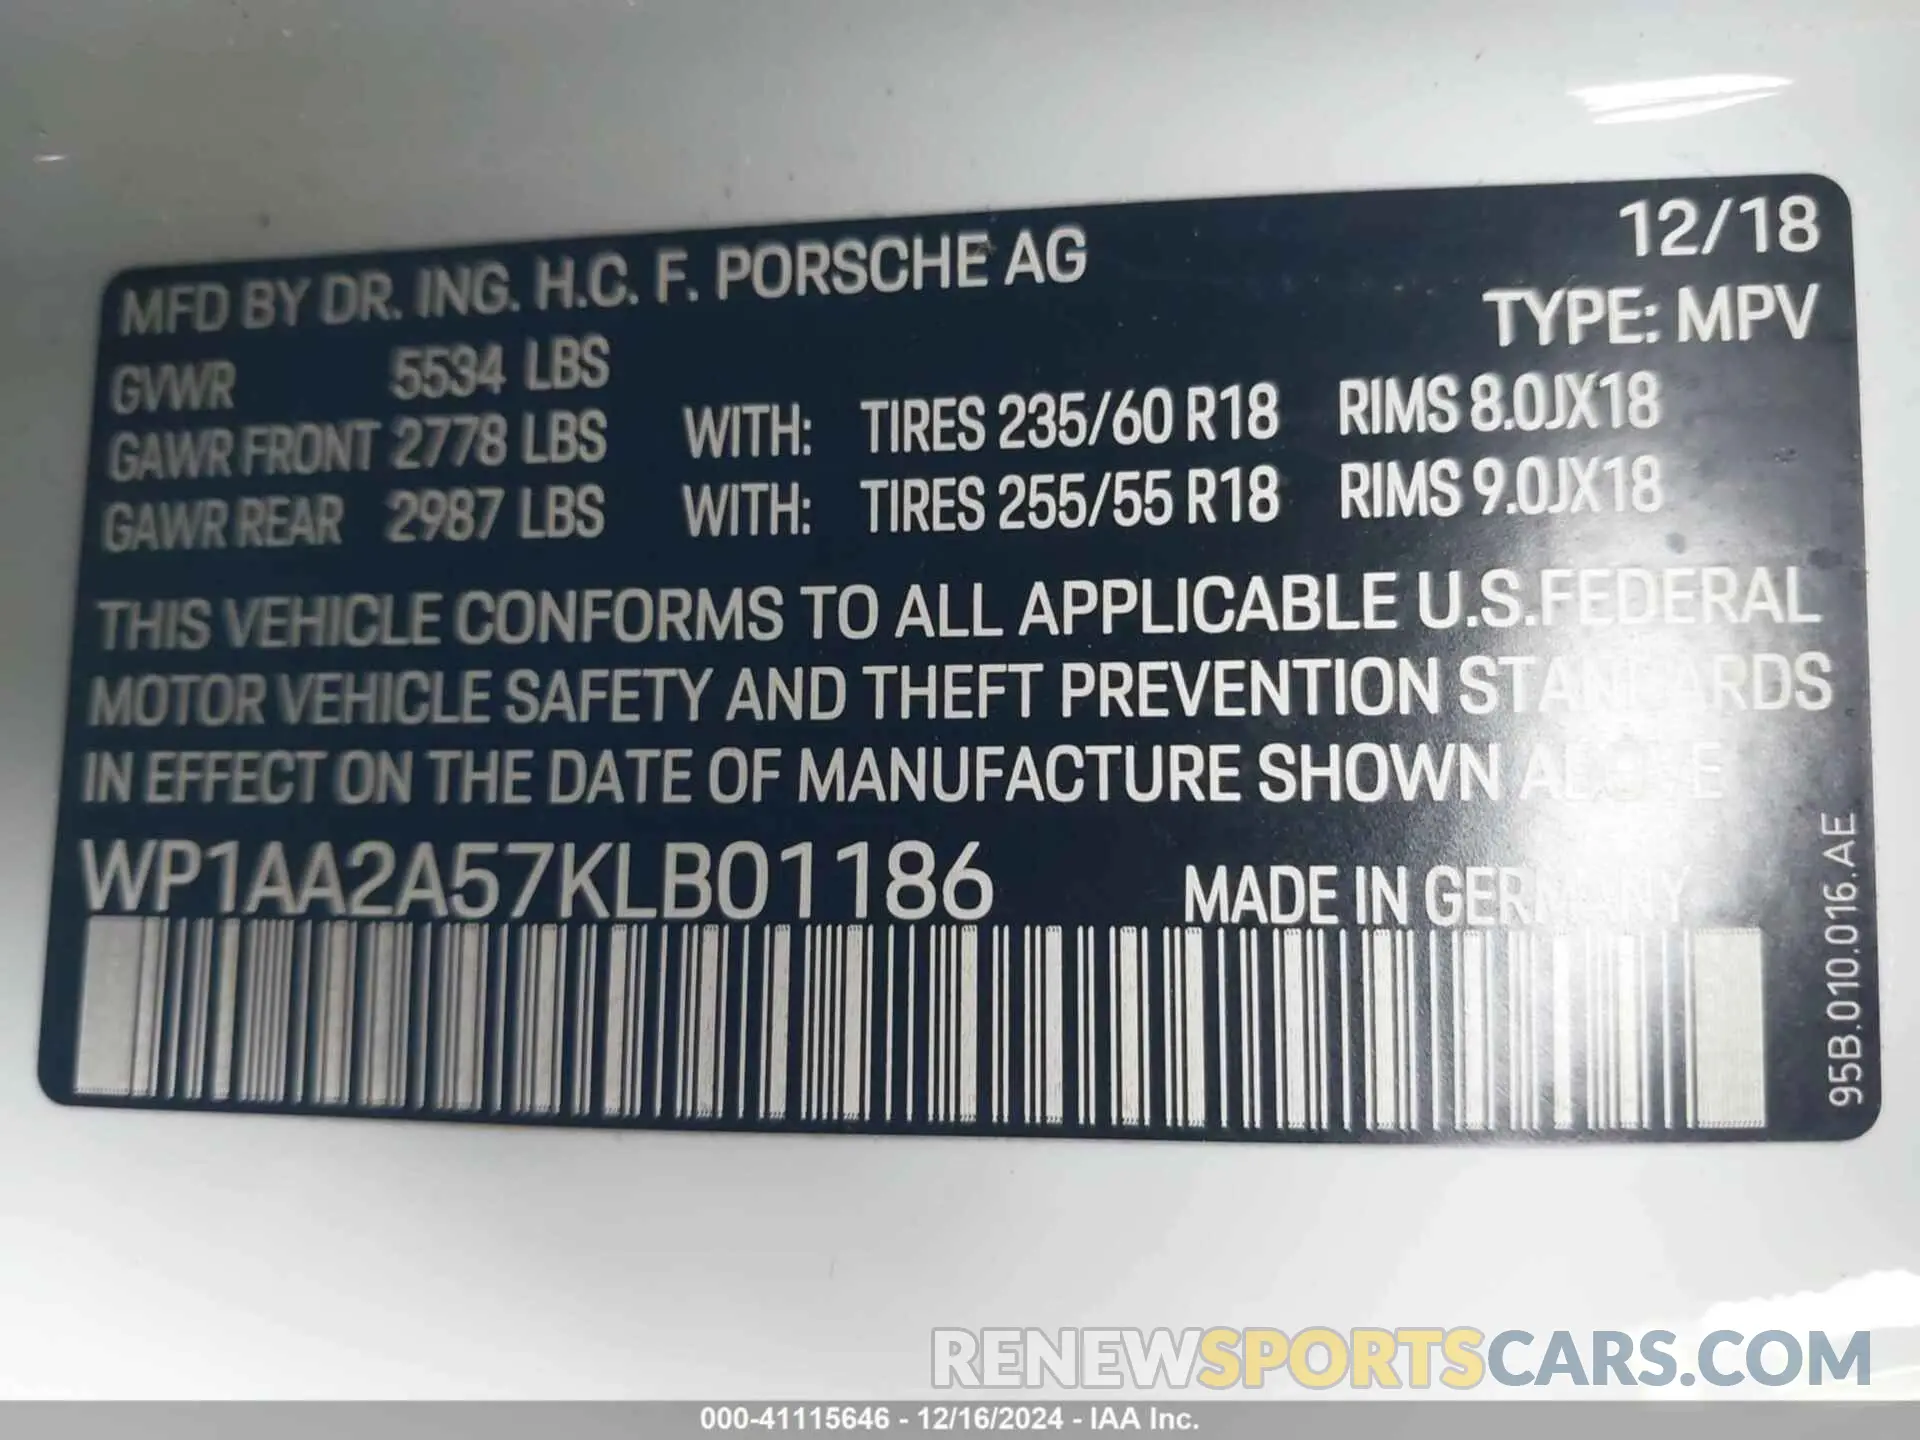 12/18
MFD BY DR. ING. H.C. F. PORSCHE AG
TYPE: MPV
GVWR 5534 LBS
GAWR FRONT 2778 LBS WITH: TIRES 235/60 R18 RIMS 8.0JX18
GAWR REAR 2987 LBS WITH: TIRES 255/55 R18 RIMS 9.0JX18
THIS VEHICLE CONFORMS TO ALL APPLICABLE U.S.FEDERAL
MOTOR VEHICLE SAFETY AND THEFT PREVENTION STANDARDS
IN EFFECT ON THE DATE OF MANUFACTURE SHOWN ABOVE
WP1AA2A57KLB01186
MADE IN GERMANY
95B.010.016.AE
RENEWSPORTSCARS.COM
000-41115646 - 12/16/2024 - IAA Inc.